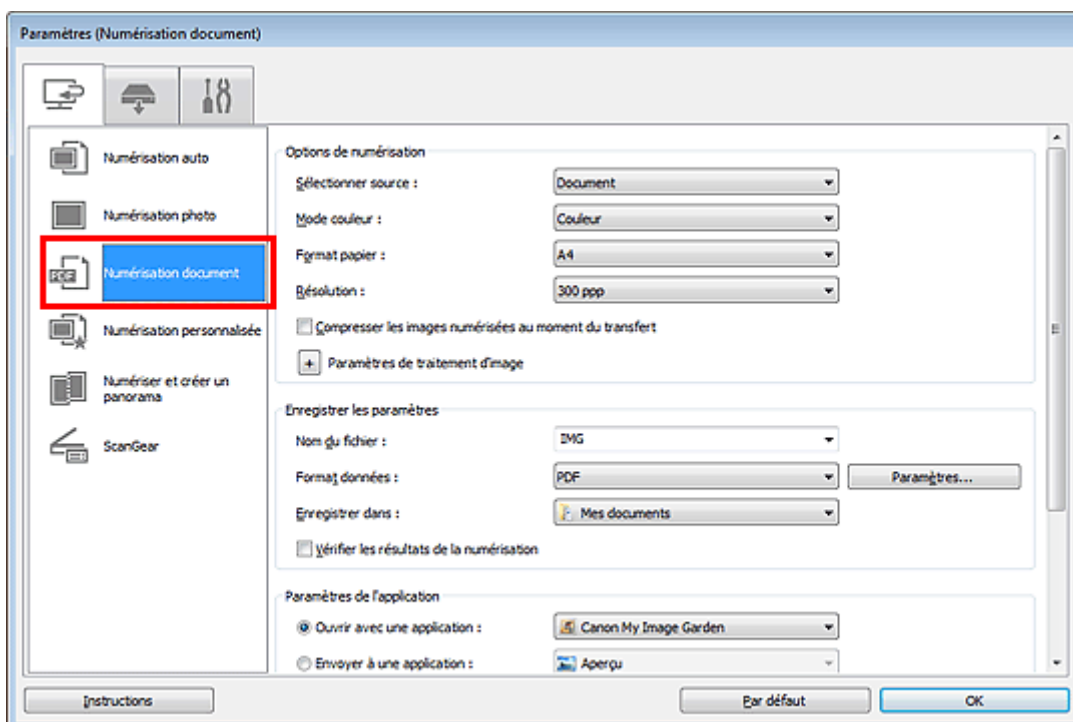 Paramètres (Numérisation document)
Numérisation auto
Numérisation photo
PDF
Numérisation document
Numérisation personnalisée
Numériser et créer un
panorama
ScanGear
Options de numérisation
Sélectionner source : Document
Mode couleur : Couleur
Format papier : A4
Résolution : 300 ppp
Compresser les images numérisées au moment du transfert
+ Paramètres de traitement d'image
Enregistrer les paramètres
Nom du fichier : IMG
Format données : PDF Paramètres...
Enregistrer dans : Mes documents
Vérifier les résultats de la numérisation
Paramètres de l'application
Ouvrir avec une application : Canon My Image Garden
Envoyer à une application : Aperçu
Instructions Par défaut OK